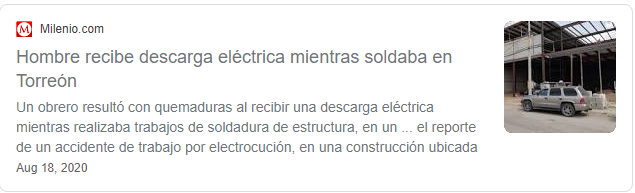 Milenio.com
Hombre recibe descarga eléctrica mientras soldaba en
Torreón
Un obrero resultó con quemaduras al recibir una descarga eléctrica
mientras realizaba trabajos de soldadura de estructura, en un ... el reporte
de un accidente de trabajo por electrocución, en una construcción ubicada
Aug 18, 2020